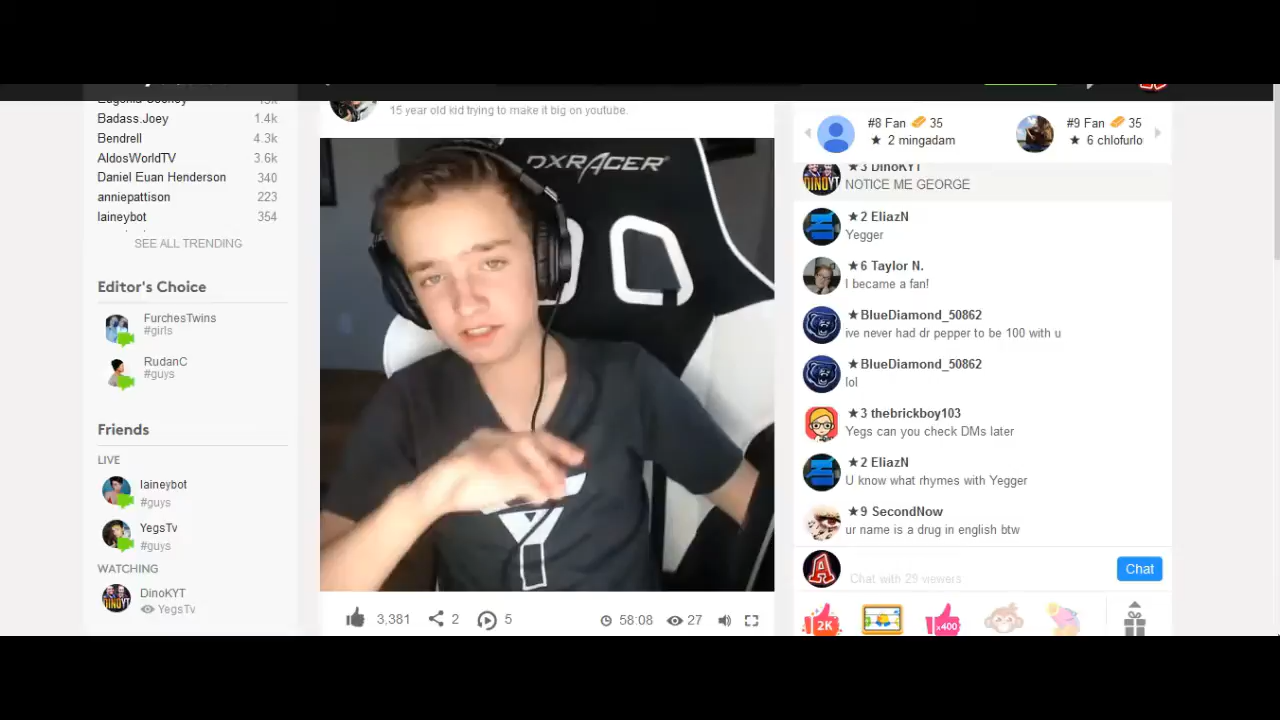 Badass.Joey 1.4k
Bendrell 4.3k
AldosWorldTV 3.6k
Daniel Euan Henderson 340
anniepattison 223
laineybot 354
SEE ALL TRENDING
Editor's Choice
FurchesTwins
#girls
RudanC
#guys
Friends
LIVE
laineybot
#guys
YegsTv
#guys
WATCHING
DinoKYT
YegsTv
15 year old kid trying to make it big on youtube.
DXRACER
3,381 2 5 58:08 27
#8 Fan 35
★ 2 mingadam
#9 Fan 35
★ 6 chlofurlo
★3 DinoKYT
NOTICE ME GEORGE
★2 EliazN
Yegger
★6 Taylor N.
I became a fan!
★BlueDiamond_50862
ive never had dr pepper to be 100 with u
★BlueDiamond_50862
lol
★3 thebrickboy103
Yegs can you check DMs later
★2 EliazN
U know what rhymes with Yegger
★9 SecondNow
ur name is a drug in english btw
Chat with 29 viewers
Chat
2K
x400